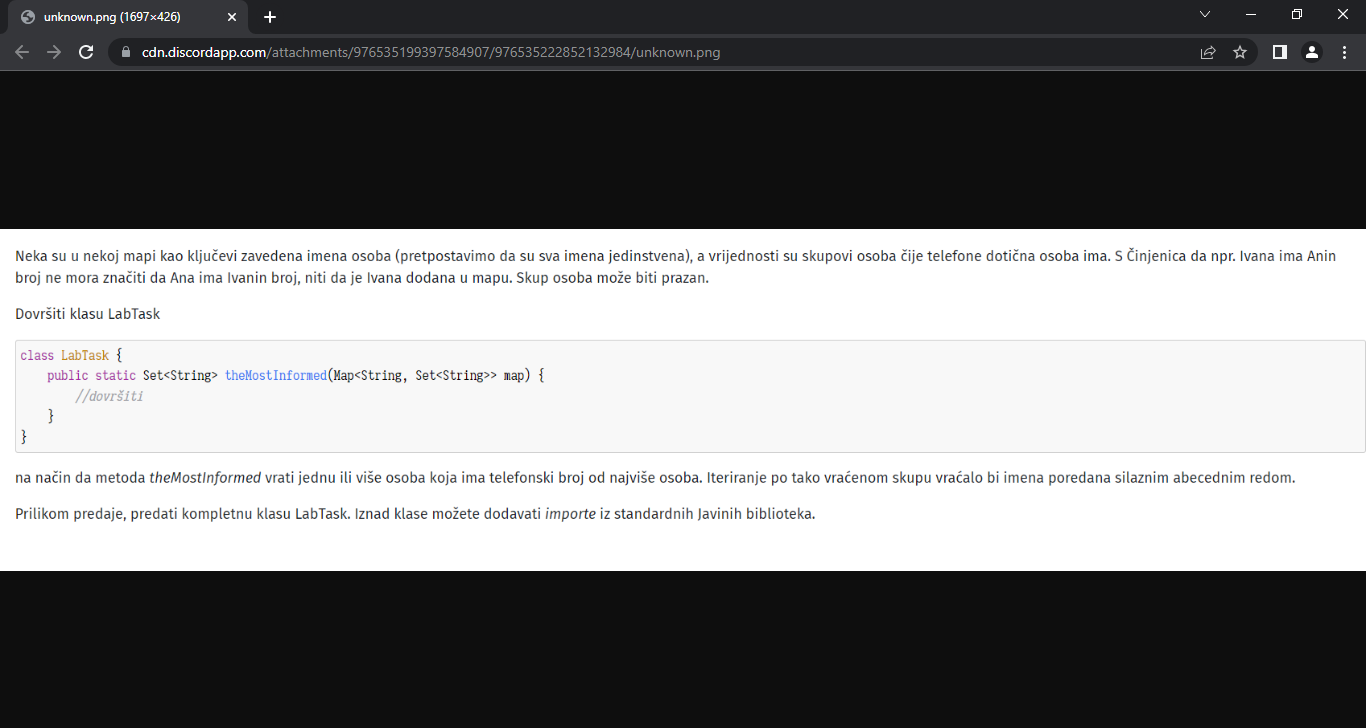 unknown.png (1697×426)
cdn.discordapp.com/attachments/976535199397584907/976535222852132984/unknown.png
Neka su u nekoj mapi kao ključevi zavedena imena osoba (pretpostavimo da su sva imena jedinstvena), a vrijednosti su skupovi osoba čije telefone dotična osoba ima. S Činjenica da npr. Ivana ima Anin
broj ne mora značiti da Ana ima Ivanin broj, niti da je Ivana dodana u mapu. Skup osoba može biti prazan.
Dovršiti klasu LabTask
class LabTask {
    public static Set<String> theMostInformed(Map<String, Set<String>> map) {
        //dovršiti
    }
}
na način da metoda theMostInformed vrati jednu ili više osoba koja ima telefonski broj od najviše osoba. Iteriranje po tako vraćenom skupu vraćalo bi imena poredana silaznim abecednim redom.
Prilikom predaje, predati kompletnu klasu LabTask. Iznad klase možete dodavati importe iz standardnih Javinih biblioteka.